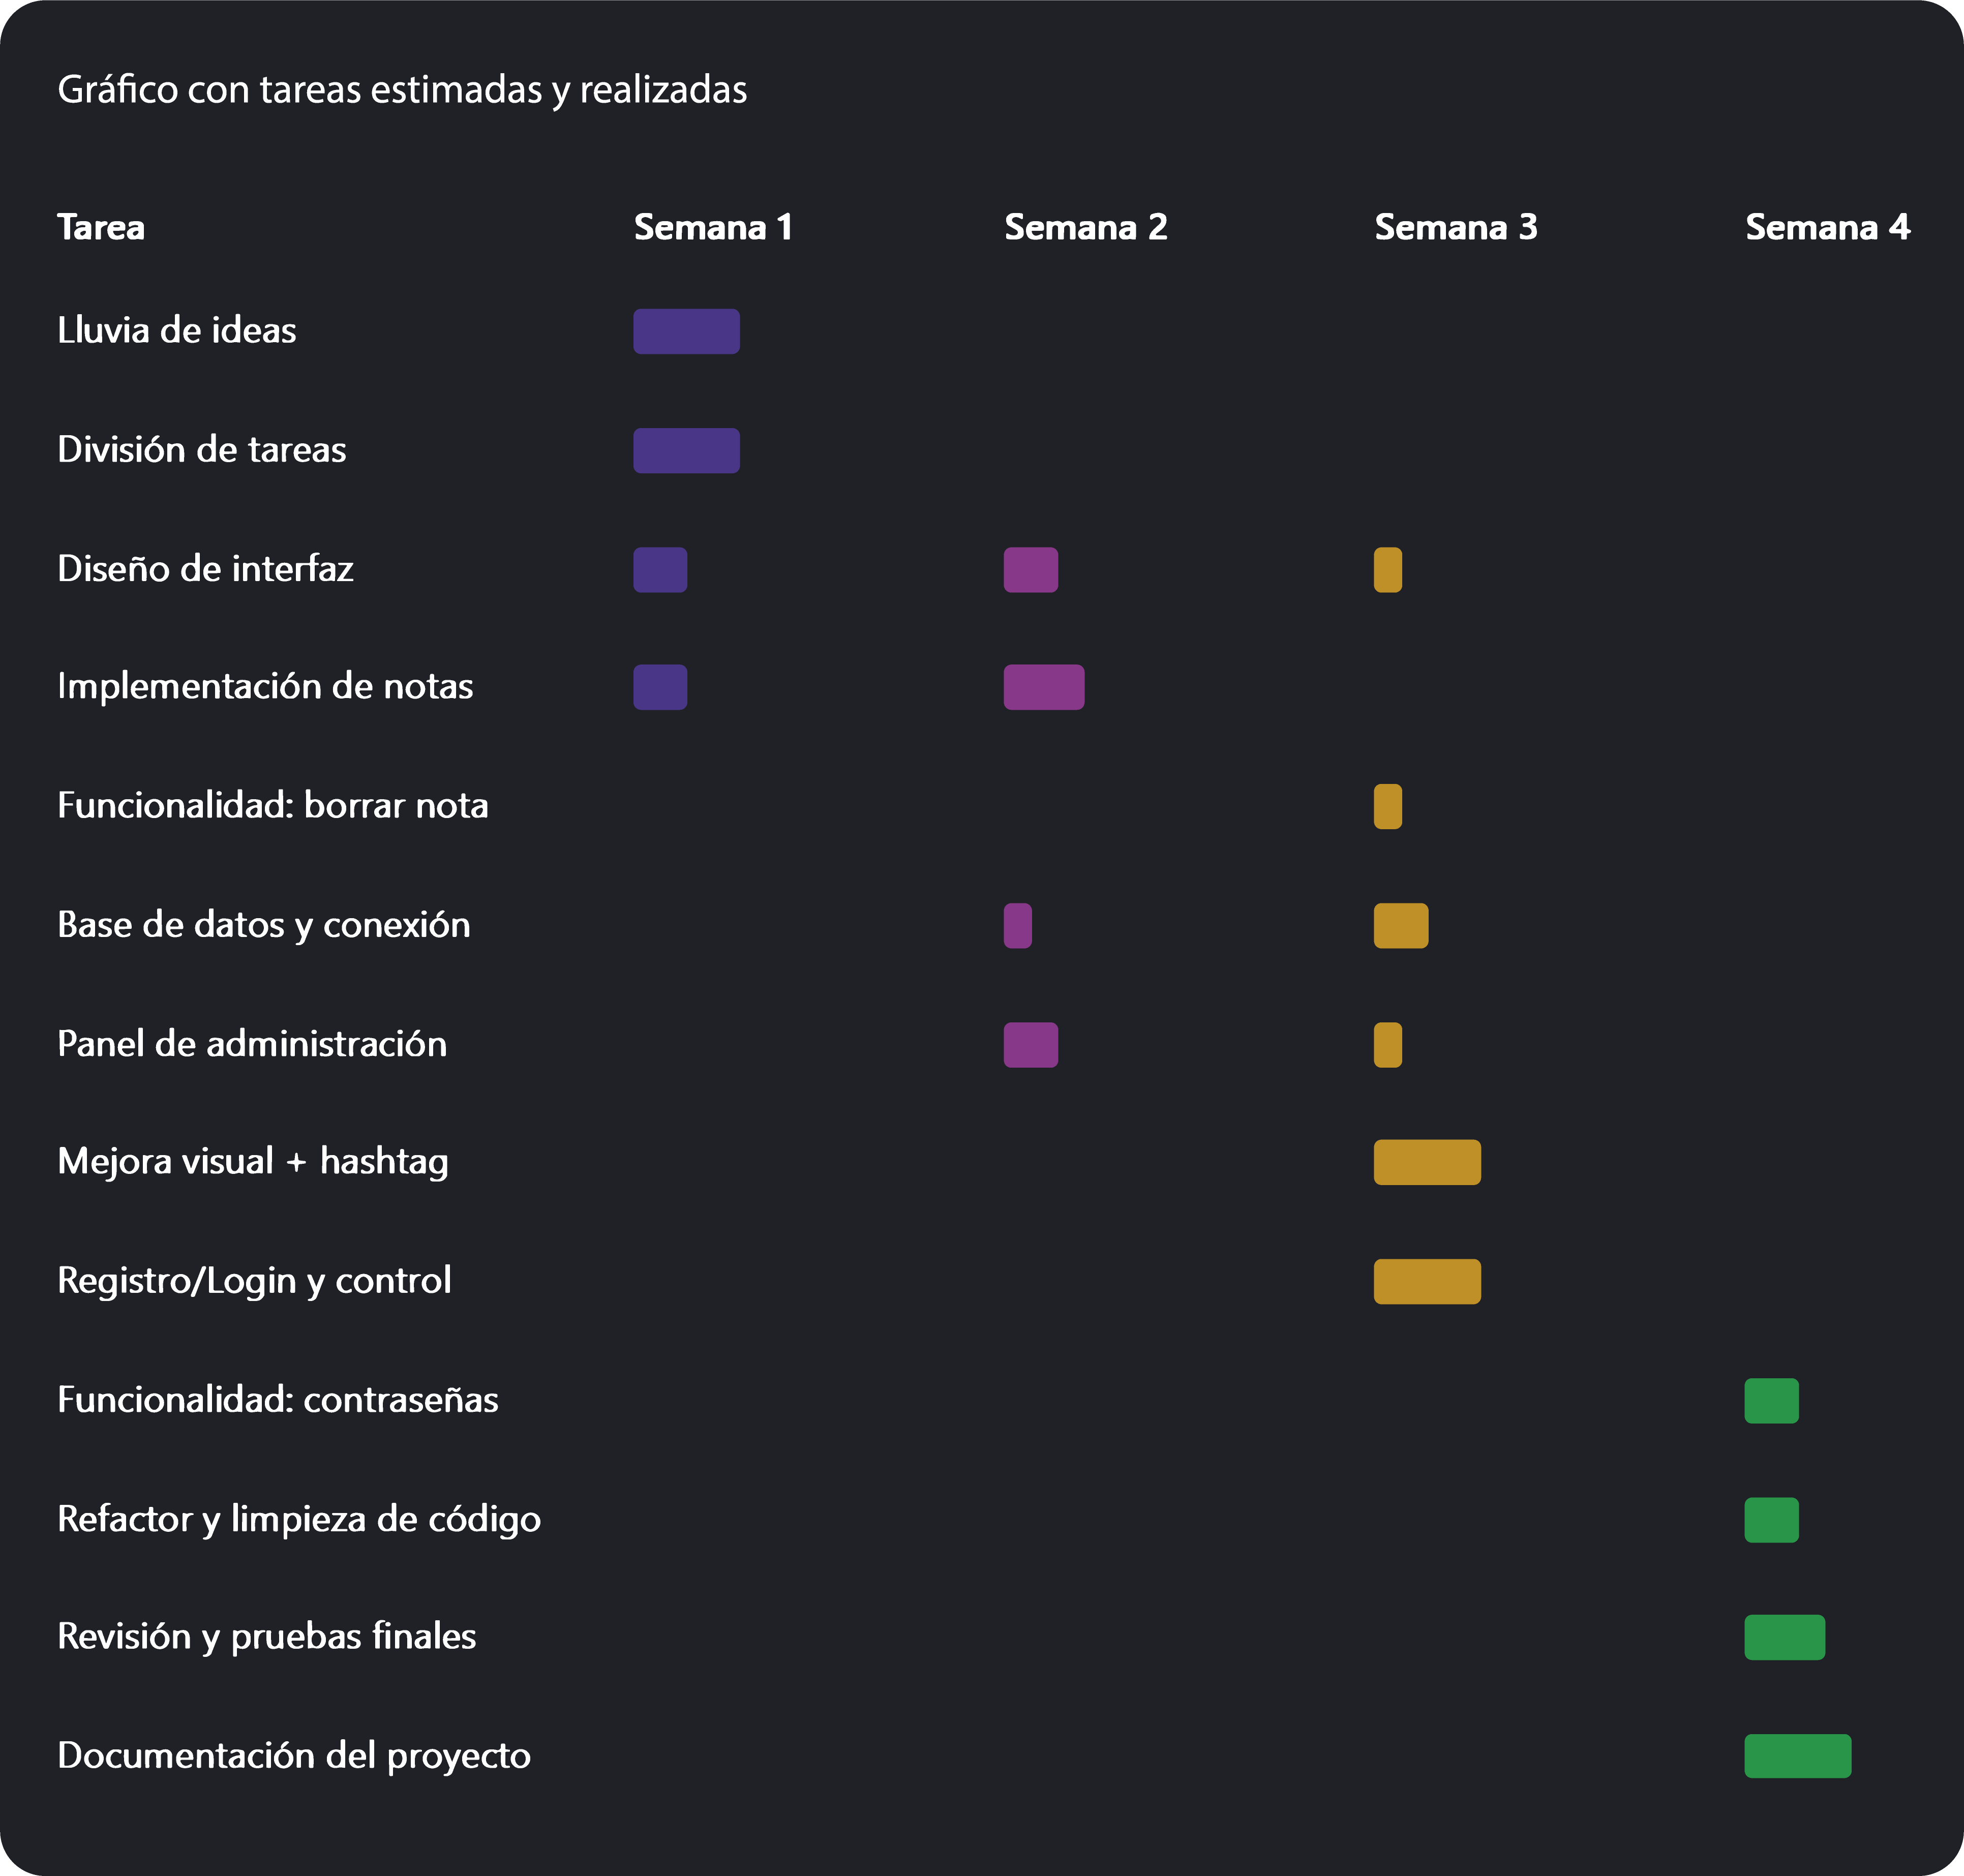 Gráfico con tareas estimadas y realizadas
Tarea Semana 1 Semana 2 Semana 3 Semana 4
Lluvia de ideas
División de tareas
Diseño de interfaz
Implementación de notas
Funcionalidad: borrar nota
Base de datos y conexión
Panel de administración
Mejora visual + hashtag
Registro/Login y control
Funcionalidad: contraseñas
Refactor y limpieza de código
Revisión y pruebas finales
Documentación del proyecto